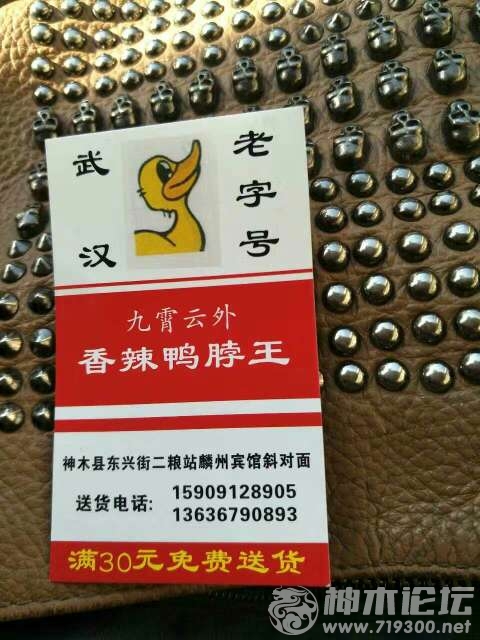 武汉
老字号
九霄云外
香辣鸭脖王
神木县东兴街二粮站麟州宾馆斜对面
送货电话: 15909128905
13636790893
满30元免费送货
神木论坛
www.719300.net